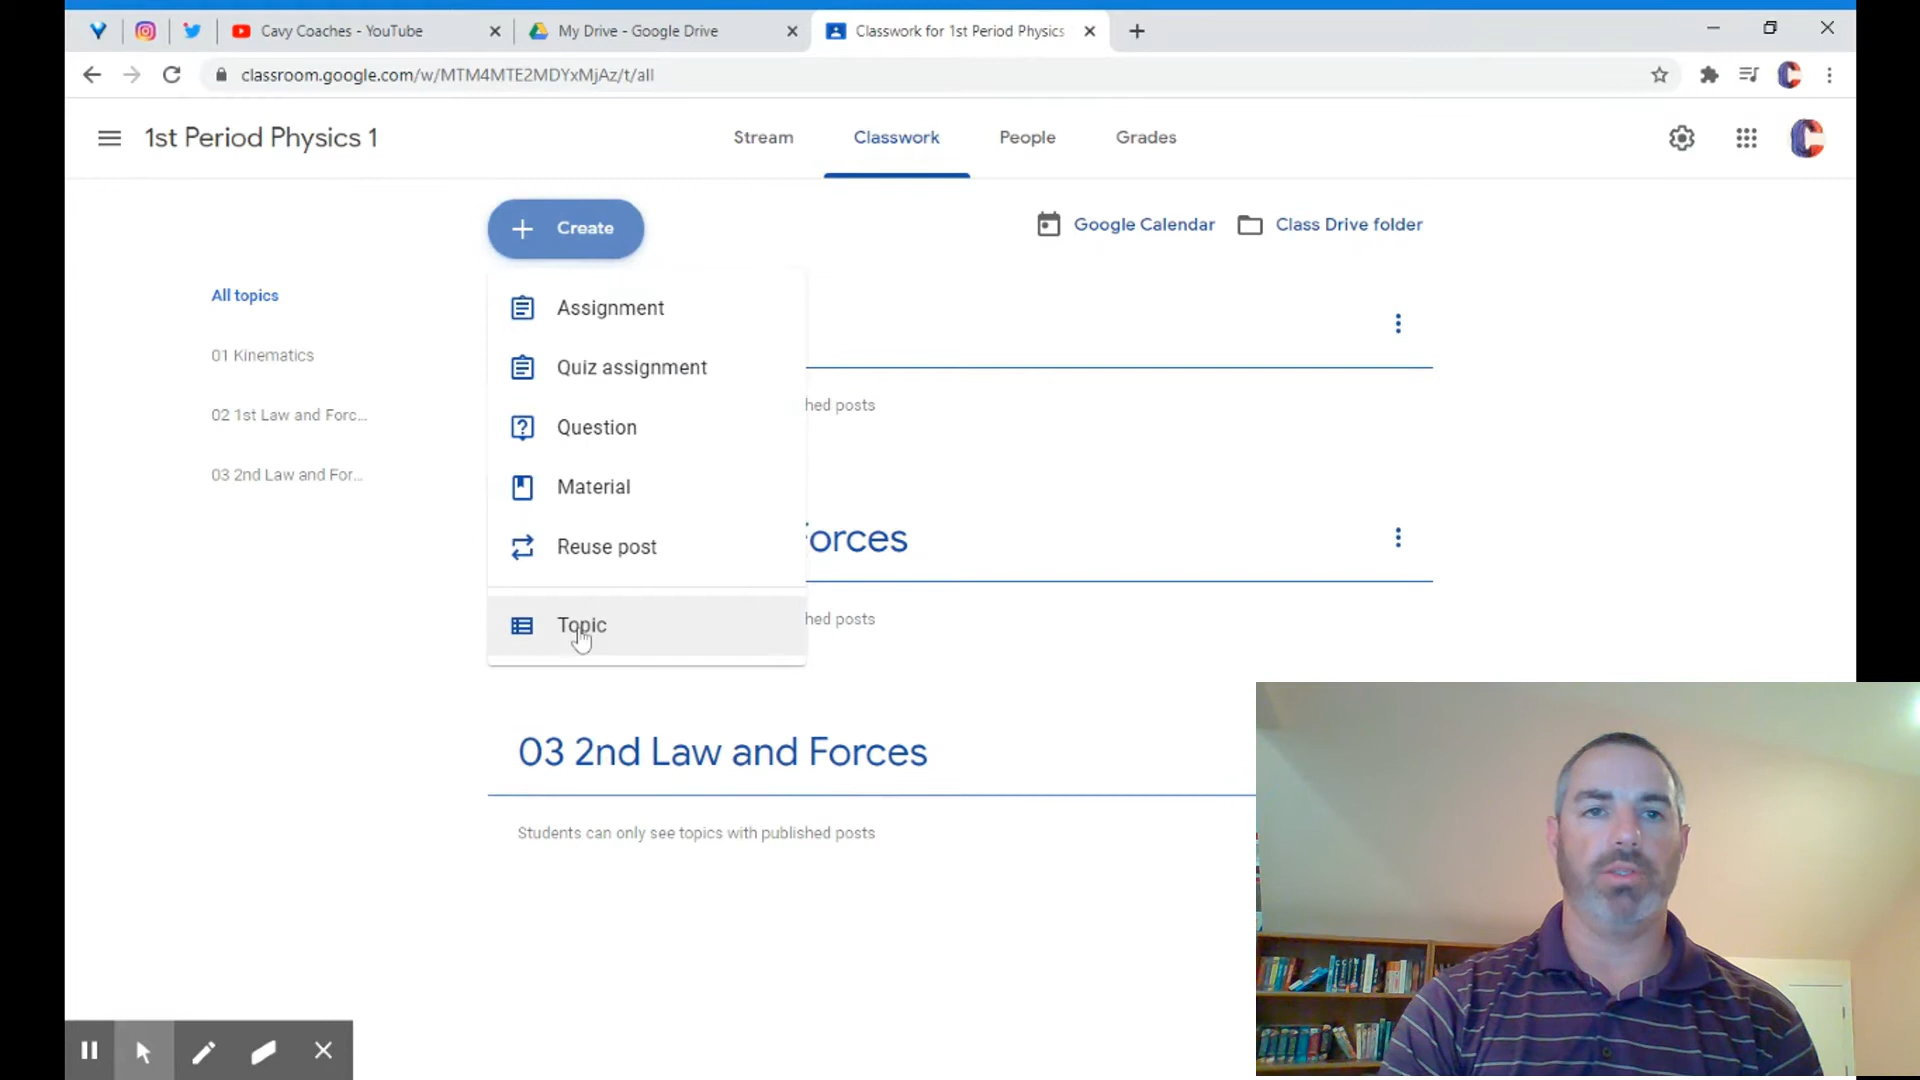 Cavy Coaches - YouTube
My Drive - Google Drive
Classwork for 1st Period Physics
classroom.google.com/w/MTM4MTE2MDYxMjAz/t/all
1st Period Physics 1
Stream
Classwork
People
Grades
Create
Google Calendar
Class Drive folder
All topics
01 Kinematics
02 1st Law and Forc...
03 2nd Law and For...
Assignment
Quiz assignment
Question
Material
Reuse post
Topic
hed posts
orces
hed posts
03 2nd Law and Forces
Students can only see topics with published posts